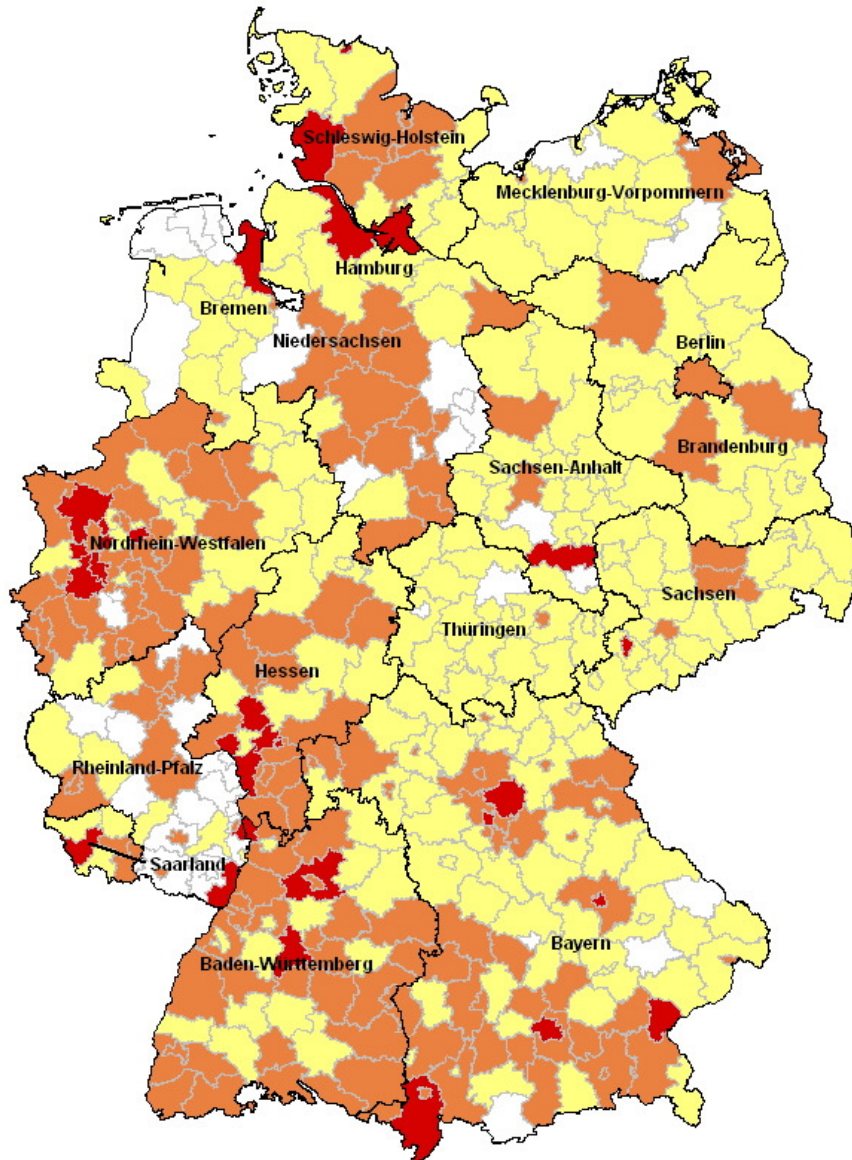 Schleswig-Holstein
Mecklenburg-Vorpommern
Hamburg
Bremen
Niedersachsen
Berlin
Brandenburg
Sachsen-Anhalt
Nordrhein-Westfalen
Sachsen
Thüringen
Hessen
Rheinland-Pfalz
Saarland
Bayern
Baden-Württemberg